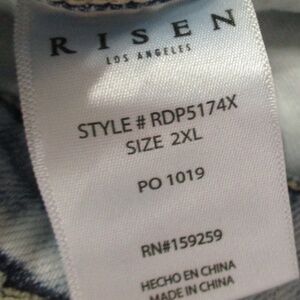 RISEN
LOS ANGELES
STYLE # RDP5174X
SIZE 2XL
PO 1019
RN#159259
HECHO EN CHINA
MADE IN CHINA